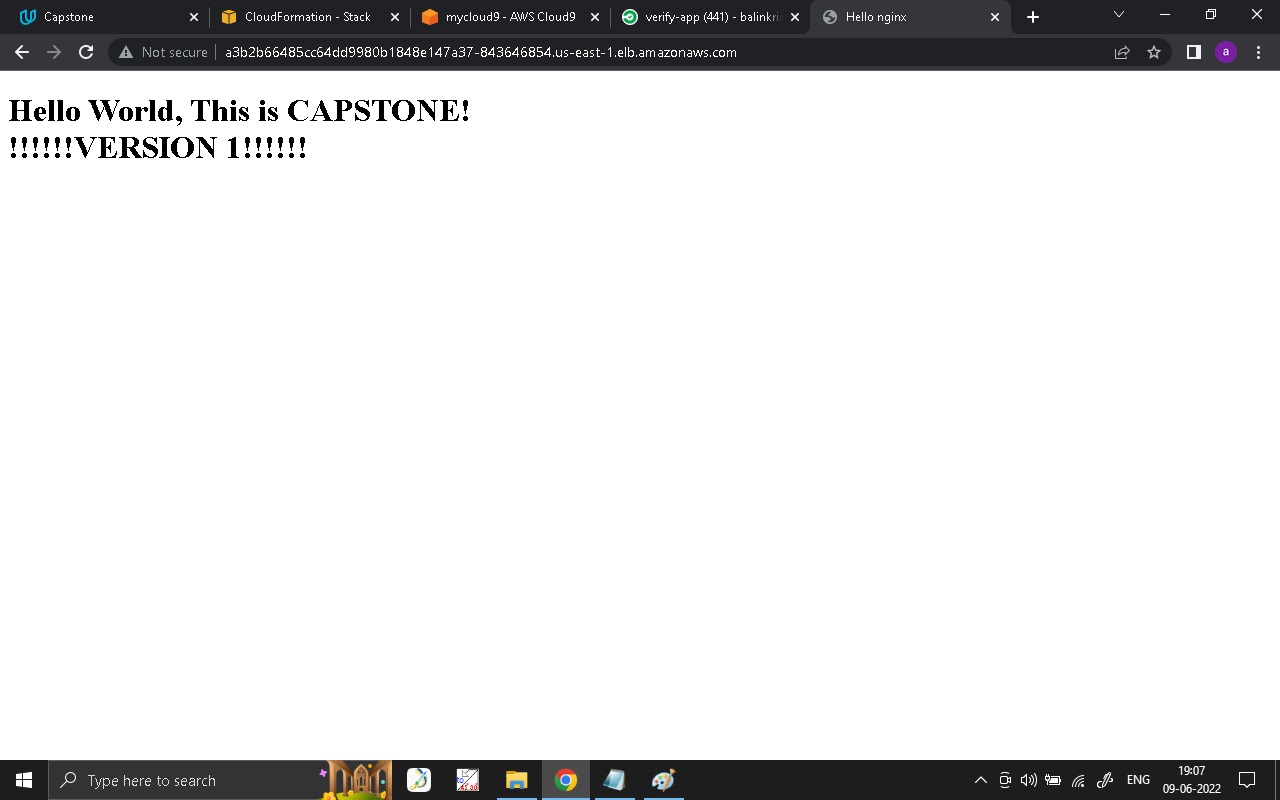 Capstone
CloudFormation - Stack
mycloud9 - AWS Cloud9
verify-app (441) - balinkris
Hello nginx
Not secure
a3b2b66485cc64dd9980b1848e147a37-843646854.us-east-1.elb.amazonaws.com
a
Hello World, This is CAPSTONE!
!!!!!!VERSION 1!!!!!!
Type here to search
ENG
19:07
09-06-2022